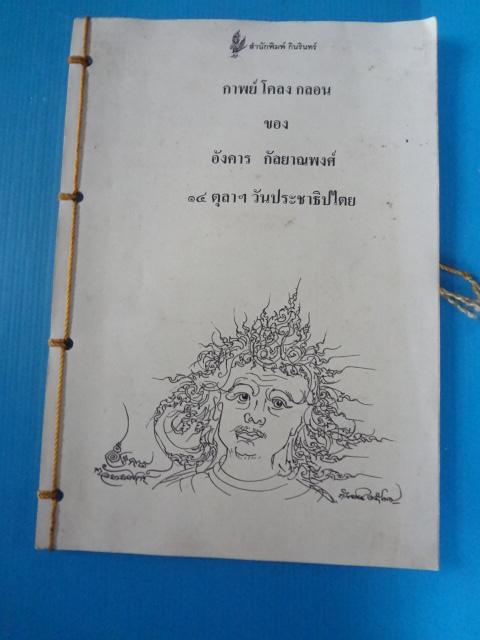 สำนักพิมพ์ กินรินทร์
กาพย์ โคลง กลอน
ของ
อังคาร กัลยาณพงศ์
๑๔ ตุลาฯ วันประชาธิปไตย